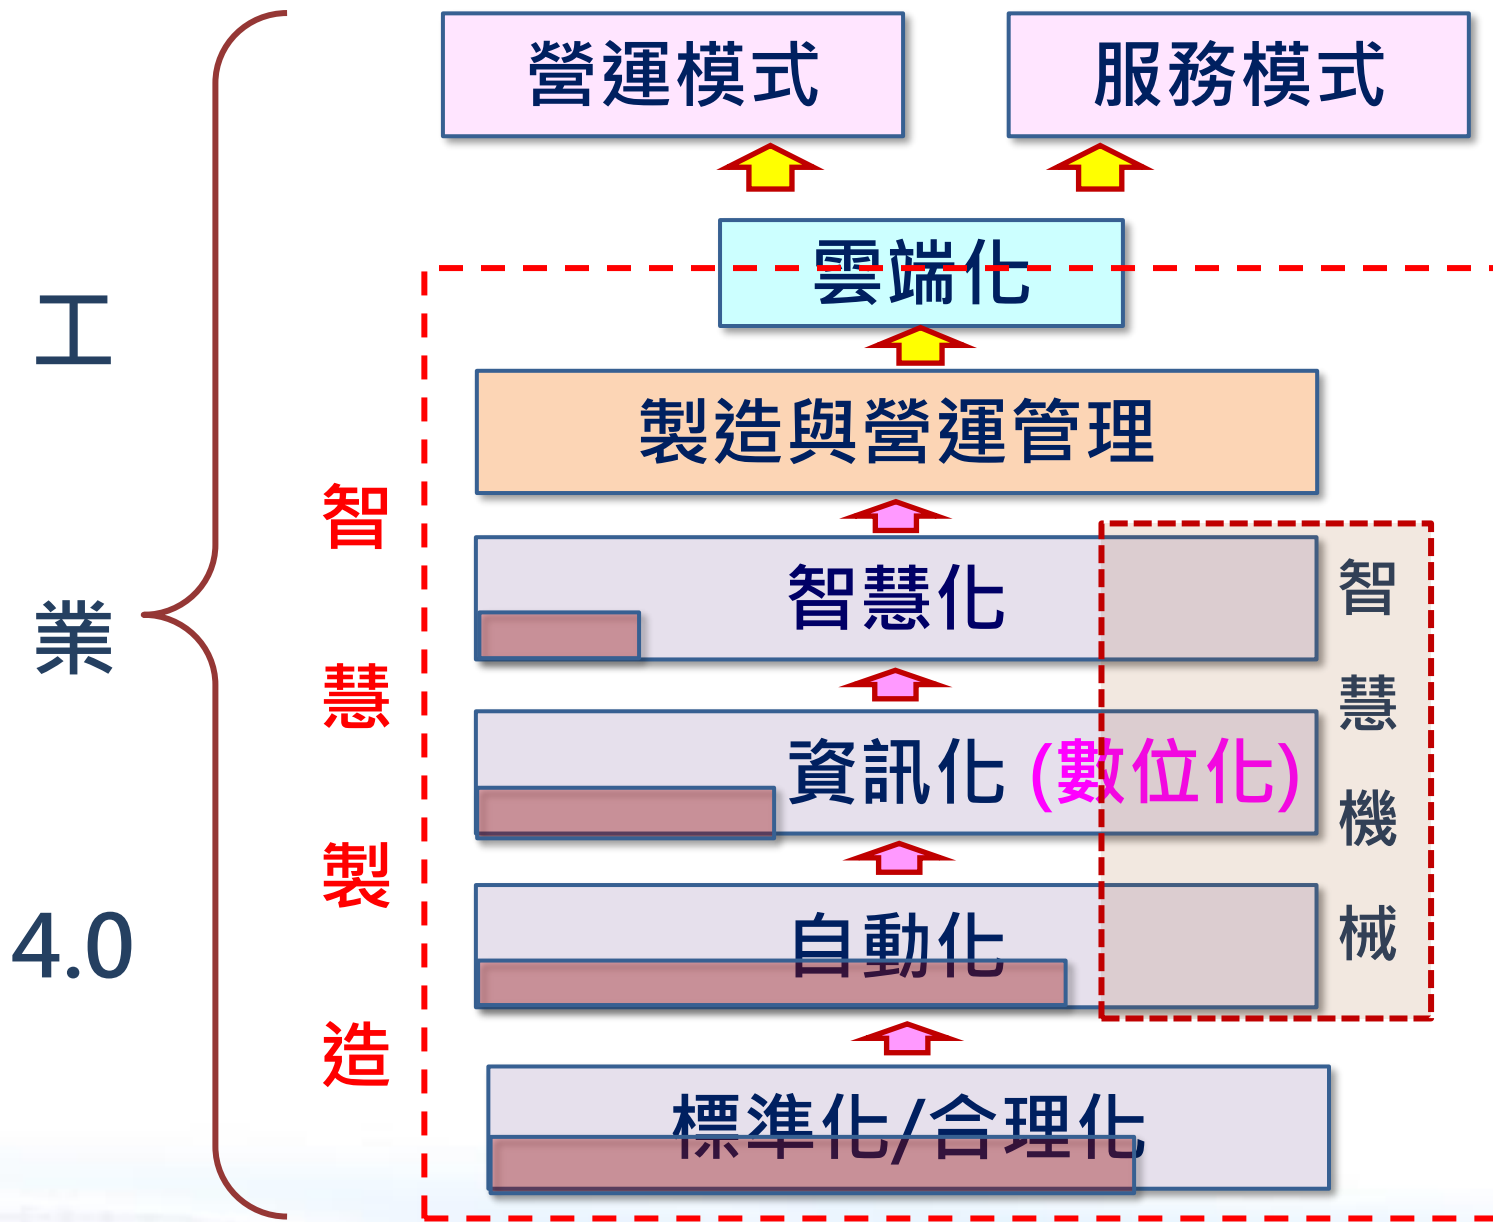 營運模式
服務模式
雲端化
製造與營運管理
智慧化
資訊化 (數位化)
自動化
標準化/合理化
工業4.0
智慧製造
智慧機械